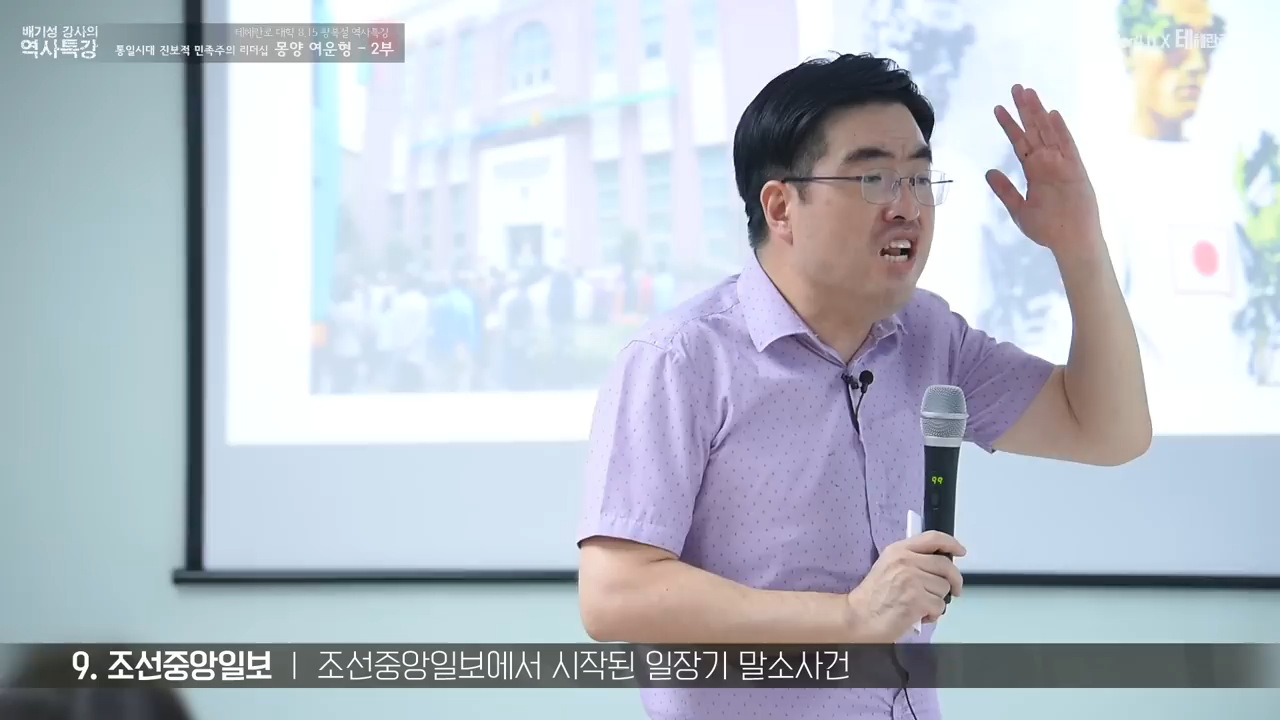 배기성 강사의
역사특강
테헤란로 대학 8.15 광복절 역사특강
통일시대 진보적 민족주의 리더십 몽양 여운형 - 2부
99
9. 조선중앙일보 | 조선중앙일보에서 시작된 일장기 말소사건